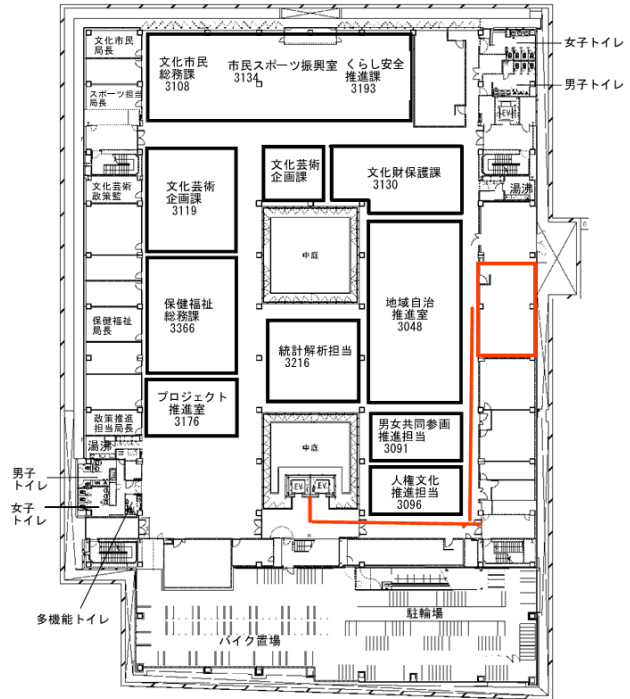 文化市民
局長
文化市民
総務課
3108
市民スポーツ振興室
3134
くらし安全
推進課
3193
女子トイレ
男子トイレ
EV
スポーツ担当
局長
文化芸術
政策監
文化芸術
企画課
3119
文化芸術
企画課
文化財保護課
3130
湯沸
中庭
保健福祉
局長
保健福祉
総務課
3366
地域自治
推進室
3048
統計解析担当
3216
プロジェクト
推進室
3176
政策推進
担当局長
湯沸
男女共同参画
推進担当
3091
中庭
男子
トイレ
女子
トイレ
EV
EV
人権文化
推進担当
3096
多機能トイレ
駐輪場
バイク置場